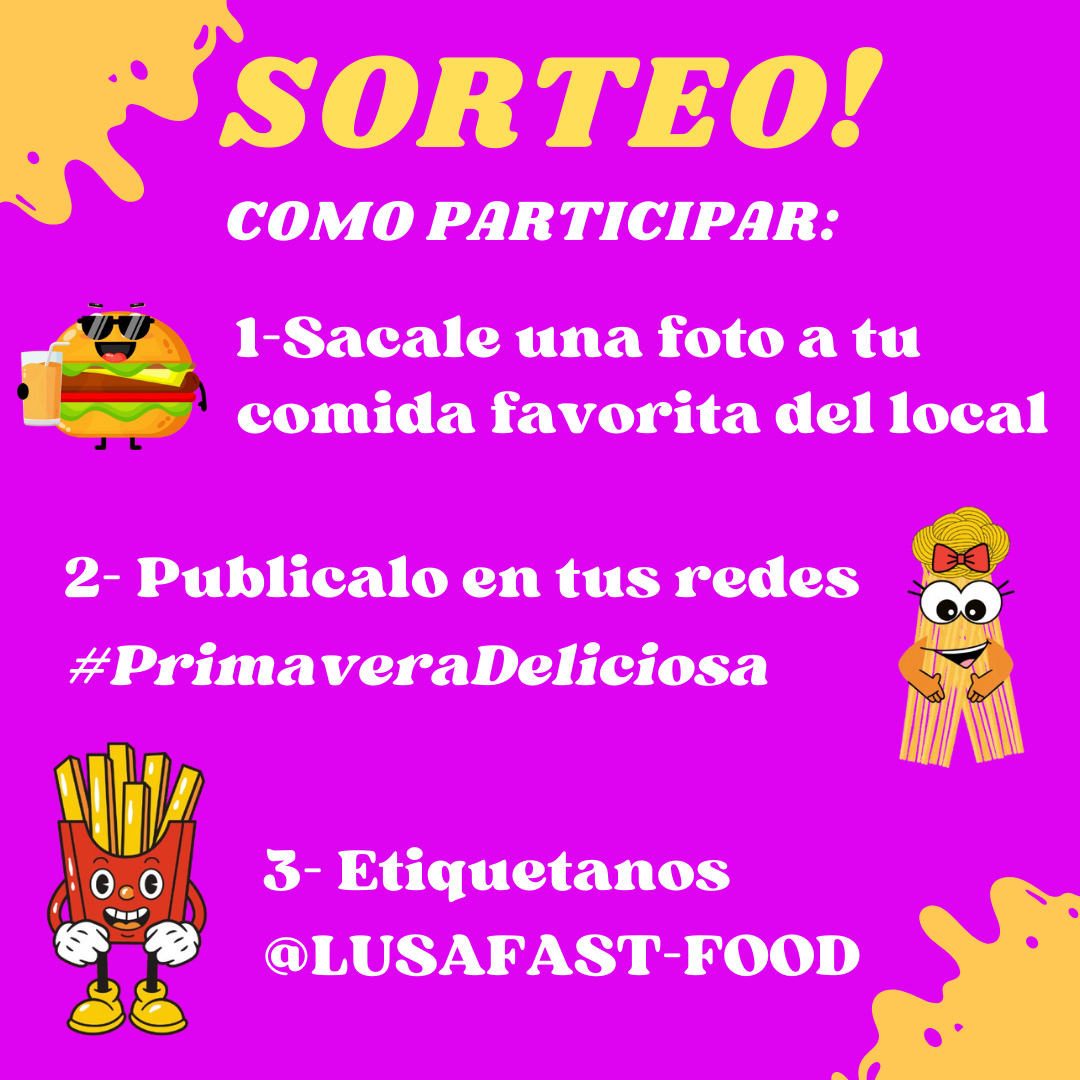 SORTEO!
COMO PARTICIPAR:
1-Sacale una foto a tu
comida favorita del local
2- Publicalo en tus redes
#PrimaveraDeliciosa
3- Etiquetanos
@LUSAFAST-FOOD